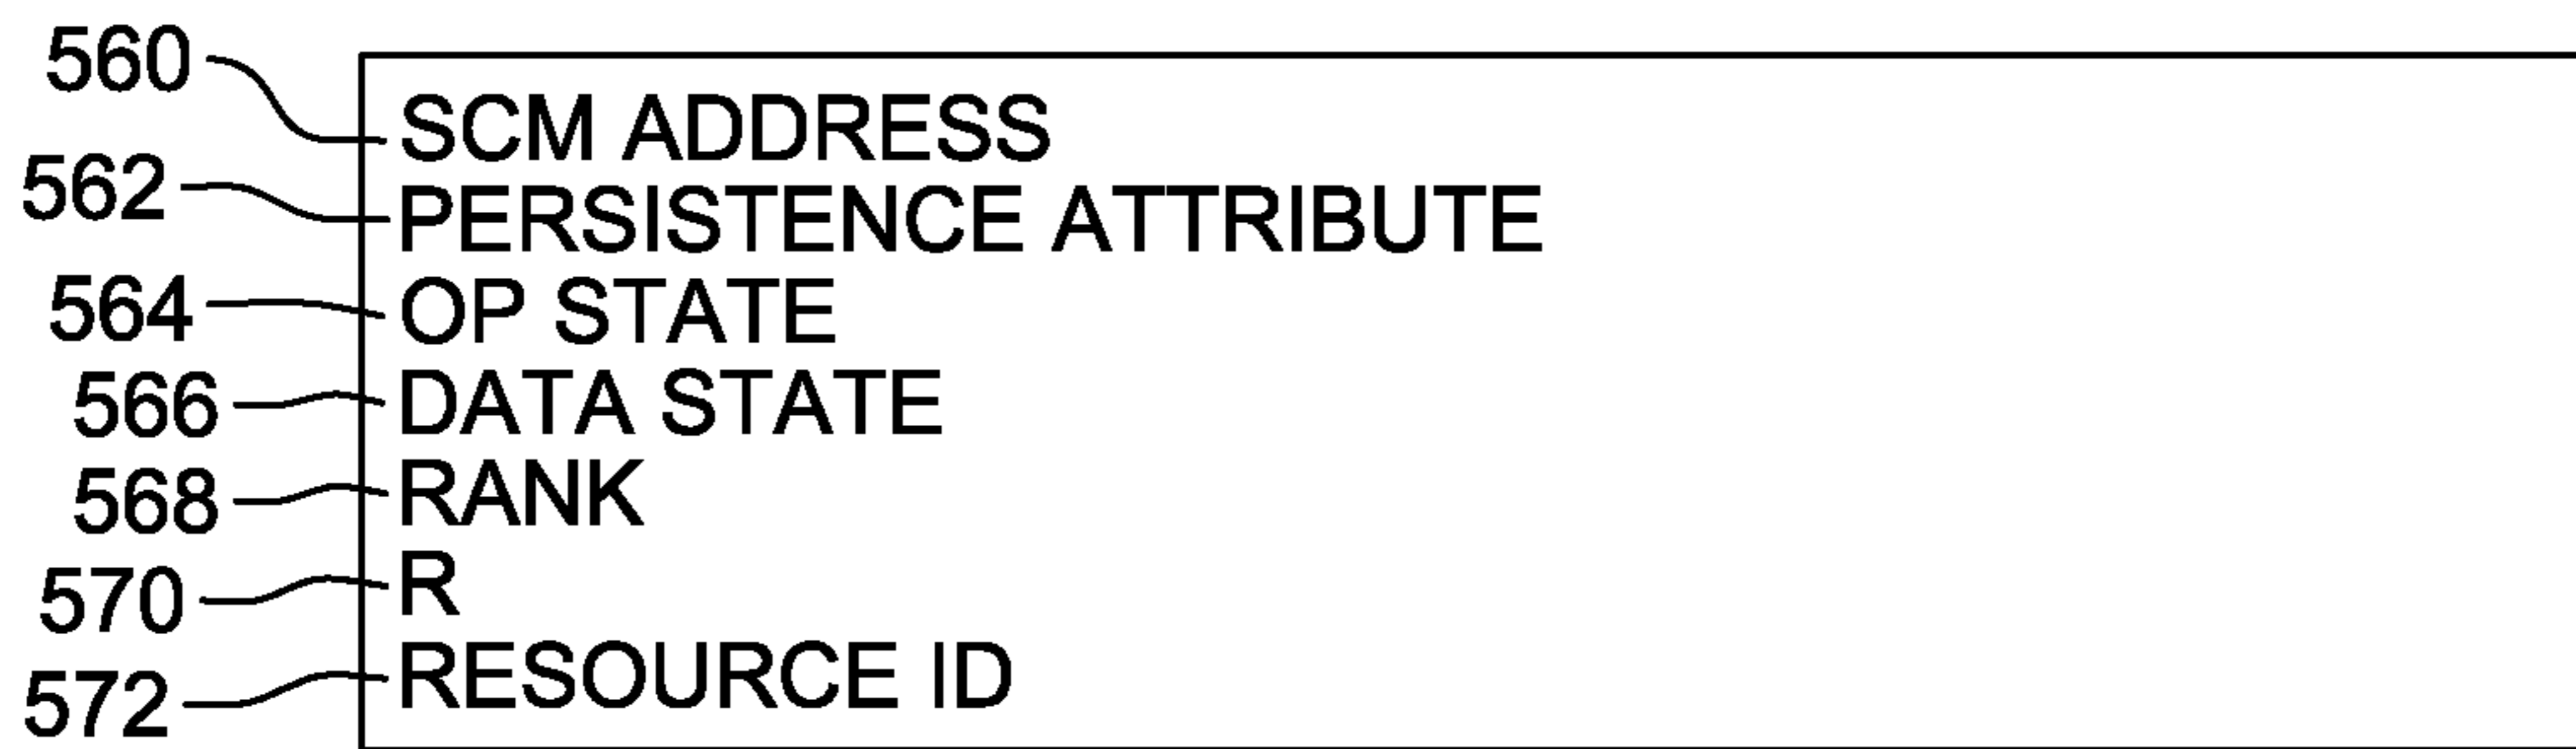 560 SCM ADDRESS
562 PERSISTENCE ATTRIBUTE
564 OP STATE
566 DATA STATE
568 RANK
570 R
572 RESOURCE ID